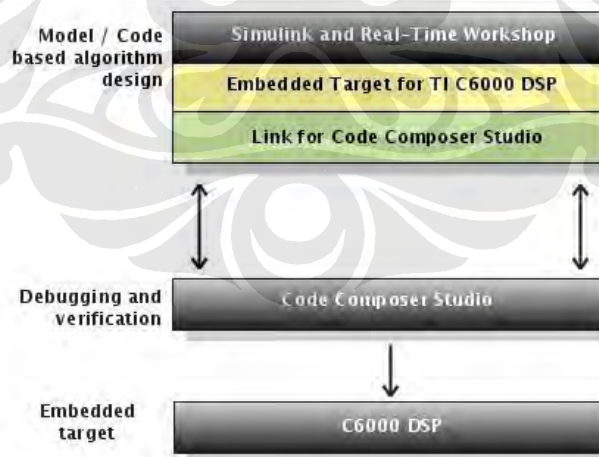 Model / Code
based algorithm
design
Simulink and Real-Time Workshop
Embedded Target for TI C6000 DSP
Link for Code Composer Studio
Debugging and
verification
Code Composer Studio
Embedded
target
C6000 DSP